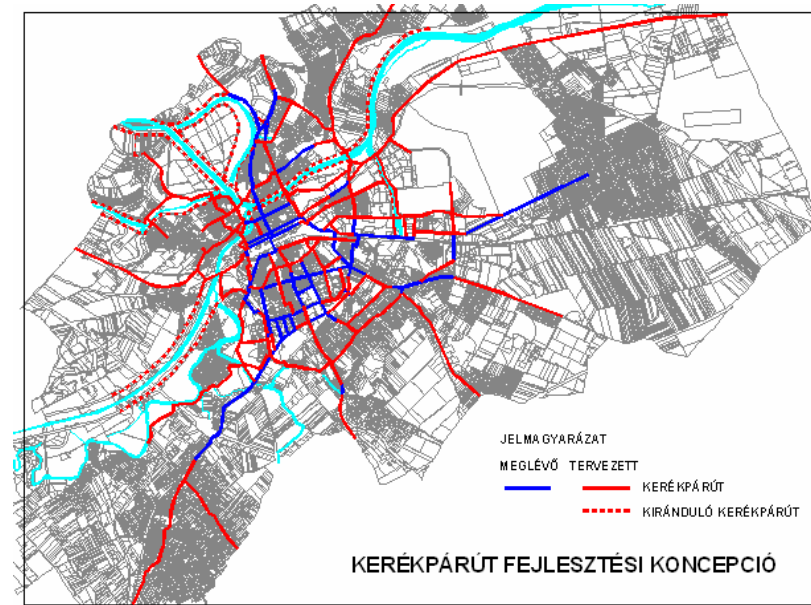 JELMAGYARÁZAT
MEGLÉVŐ TERVEZETT
KERÉKPÁRÚT
KIRÁNDULÓ KERÉKPÁRÚT
KERÉKPÁRÚT FEJLESZTÉSI KONCEPCIÓ